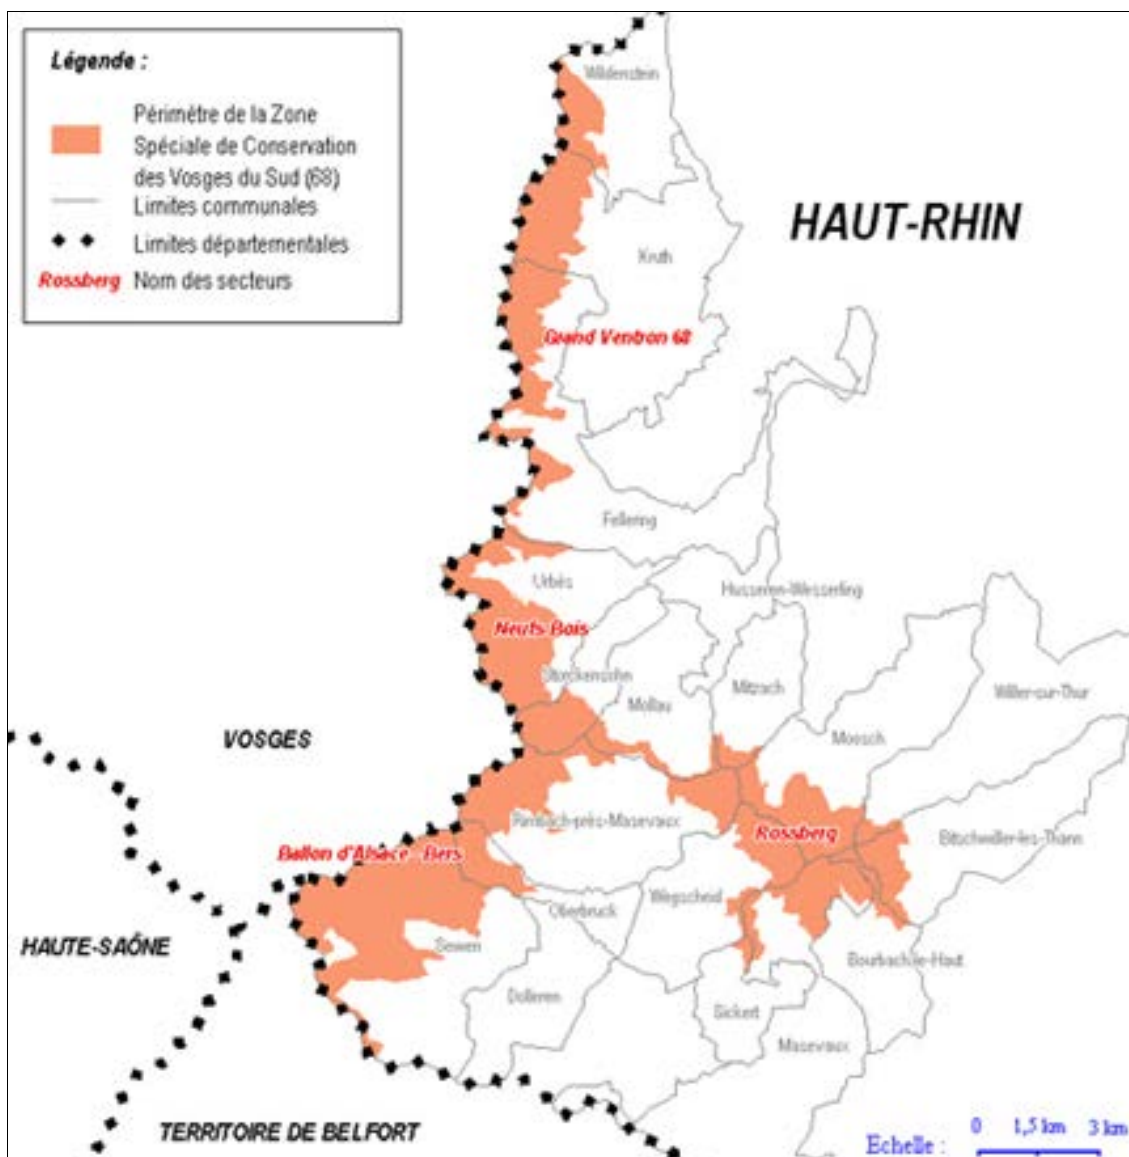 Légende :
Périmètre de la Zone
Spéciale de Conservation
des Vosges du Sud (68)
Limites communales
Limites départementales
Rossberg Nom des secteurs
Wildenstein
HAUT-RHIN
Kruth
Grand Ventron 68
Fellering
Urbès
Husseren-Wesserling
Neufs Bois
Storckensohn
Mollau
Mitzach
Willer-sur-Thur
VOSGES
Moosch
Rimbach-près-Masevaux
Rossberg
Bitschwiller-lès-Thann
Ballon d'Alsace - Bers
Wegscheid
Oberbruck
HAUTE-SAÓNE
Sewen
Bourbach-le-Haut
Dolleren
Sickert
Masevaux
TERRITOIRE DE BELFORT
0 1,5 km 3 km
Echelle :